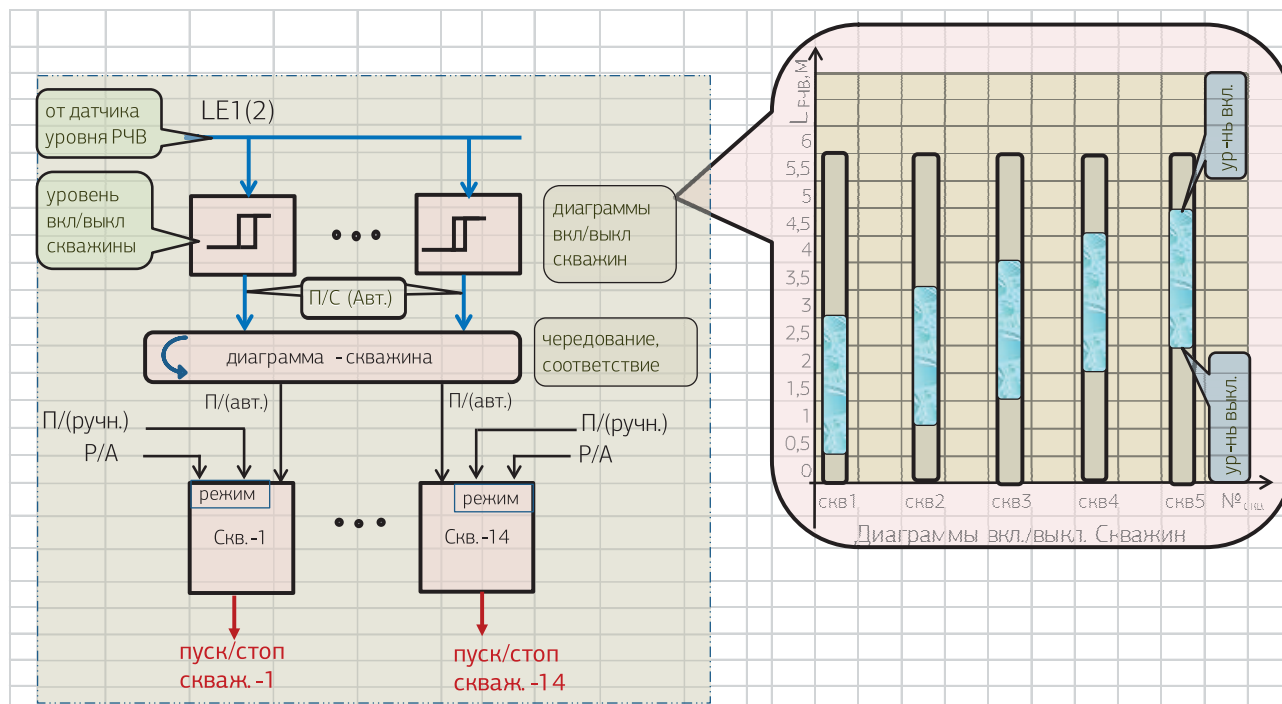 от датчика
уровня РЧВ
LE1(2)
уровень
вкл/выкл
скважины
диаграммы
вкл/выкл
скважин
П/С (Авт.)
диаграмма -скважина
чередование,
соответствие
П/(авт.)
П/(авт.)
П/(ручн.)
Р/А
П/(ручн.)
Р/А
режим
Скв.-1
режим
Скв.-14
пуск/стоп
скваж.-1
пуск/стоп
скваж.-14
L РЧВ, М
6
5,5
5
4,5
4
3,5
3
2,5
2
1,5
1
0,5
0
ур-нь вкл.
ур-нь выкл.
скв1
скв2
скв3
скв4
скв5
№
Диаграммы вкл./выкл. Скважин